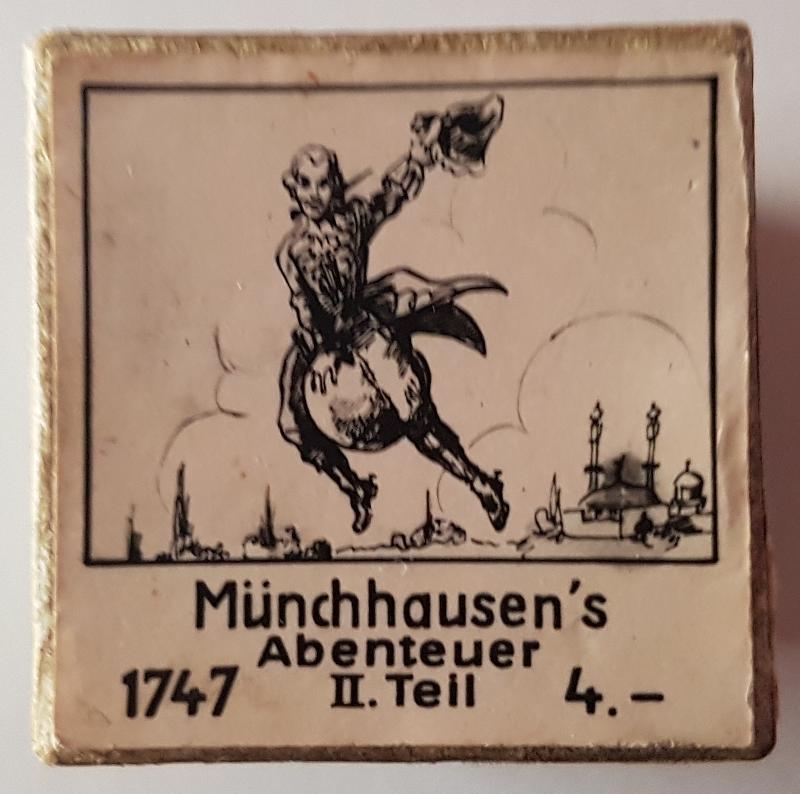 Münchhausen's
Abenteuer
1747 II. Teil 4.–